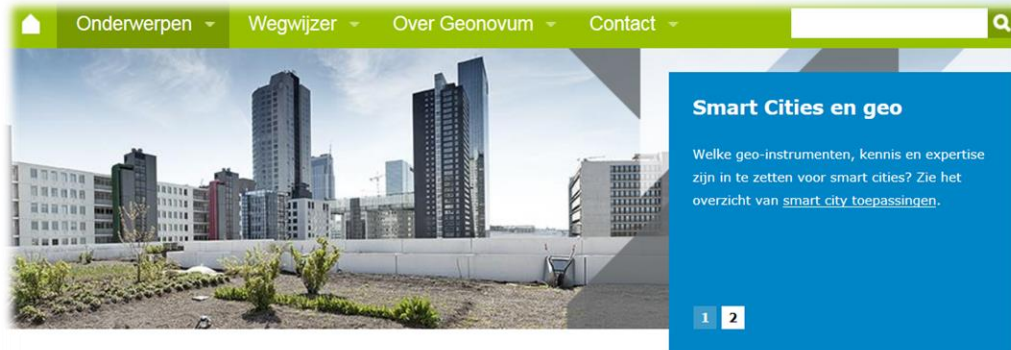 Onderwerpen Wegwijzer Over Geonovum Contact
Smart Cities en geo
Welke geo-instrumenten, kennis en expertise
zijn in te zetten voor smart cities? Zie het
overzicht van smart city toepassingen.
1 2